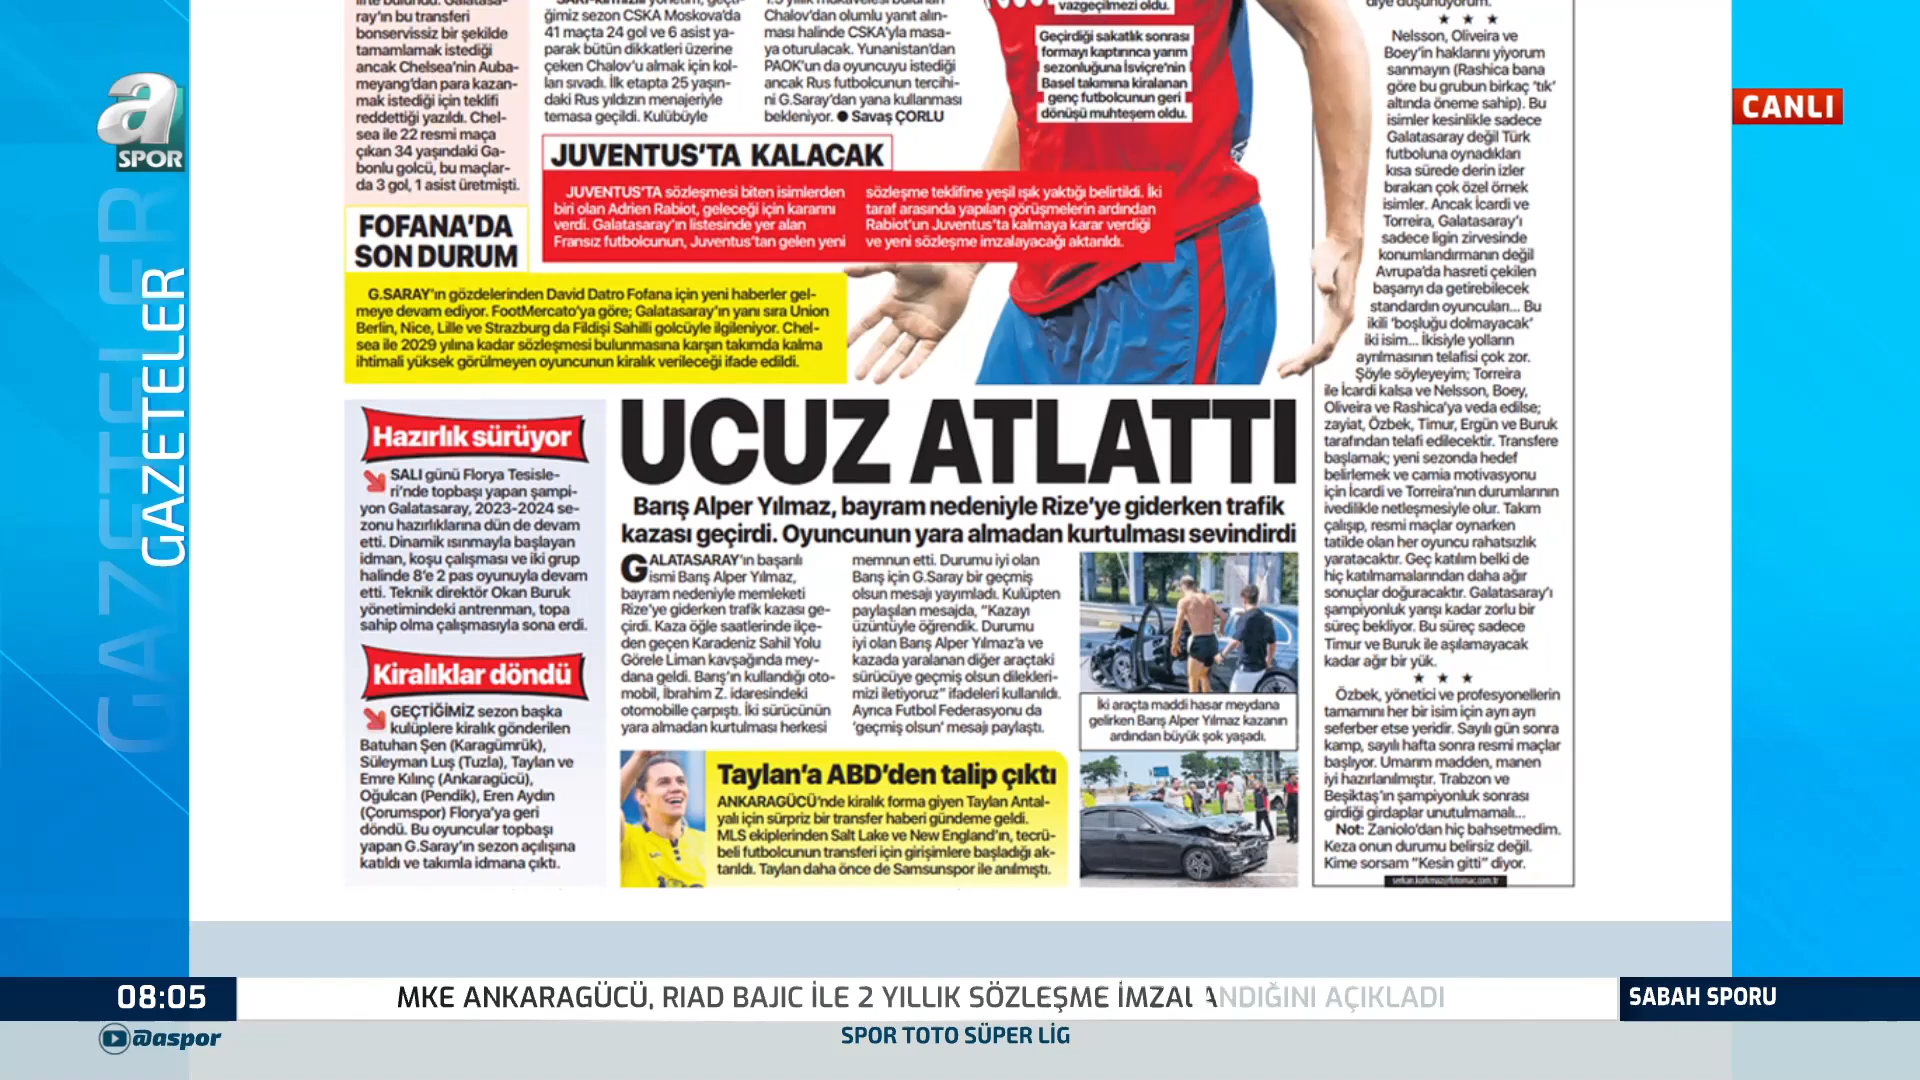 ray'ın bu transferi
bonservissiz bir şekilde
tamamlamak istediği
ancak Chelsea'nin Auba-
meyang'dan para kazan-
mak istediği için teklifi
reddettiği yazıldı. Chel-
sea ile 22 resmi maça
çıkan 34 yaşındaki Ga-
bonlu golcü, bu maçlar-
da 3 gol, 1 asist üretmişti.
FOFANA'DA
SON DURUM
G.SARAY'ın gözdelerinden David Datro Fofana için yeni haberler gel-
meye devam ediyor. FootMercato'ya göre; Galatasaray'ın yanı sıra Union
Berlin, Nice, Lille ve Strazburg da Fildişi Sahilli golcüyle ilgileniyor. Chel-
sea ile 2029 yılına kadar sözleşmesi bulunmasına karşın takımda kalma
ihtimali yüksek görülmeyen oyuncunun kiralık verileceği ifade edildi.
ğimiz sezon CSKA Moskova'da
41 maçta 24 gol ve 6 asist ya-
parak bütün dikkatleri üzerine
çeken Chalov'u almak için kol-
ları sıvadı. İlk etapta 25 yaşın-
daki Rus yıldızın menajeriyle
temasa geçildi. Kulübüyle
Chalov'dan olumlu yanıt alın-
ması halinde CSKA'yla masa-
ya oturulacak. Yunanistan'dan
PAOK'un da oyuncuyu istediği
ancak Rus futbolcunun tercihi-
ni G.Saray'dan yana kullanması
bekleniyor. ● Savaş ÇORLU
JUVENTUS'TA KALACAK
JUVENTUS'TA sözleşmesi biten isimlerden
biri olan Adrien Rabiot, geleceği için kararını
verdi. Galatasaray'ın listesinde yer alan
Fransız futbolcunun, Juventus'tan gelen yeni
sözleşme teklifine yeşil ışık yaktığı belirtildi. İki
taraf arasında yapılan görüşmelerin ardından
Rabiot'un Juventus'ta kalmaya karar verdiği
ve yeni sözleşme imzalayacağı aktarıldı.
vazgeçilmezi oldu.
Geçirdiği sakatlık sonrası
formayı kaptırınca yarım
sezonluğuna İsviçre'nin
Basel takımına kiralanan
genç futbolcunun geri
dönüşü muhteşem oldu.
diye düşünüyorum.
★ ★ ★
Nelsson, Oliveira ve
Boey'in haklarını yiyorum
sanmayın (Rashica bana
göre bu grubun birkaç 'tık'
altında öneme sahip). Bu
isimler kesinlikle sadece
Galatasaray değil Türk
futboluna oynadıkları
kısa sürede derin izler
bırakan çok özel örnek
isimler. Ancak İcardi ve
Torreira, Galatasaray'ı
sadece ligin zirvesinde
konumlandırmanın değil
Avrupa'da hasreti çekilen
başarıyı da getirebilecek
standardın oyuncuları... Bu
ikili 'boşluğu dolmayacak'
iki isim... İkisiyle yolların
ayrılmasının telafisi çok zor.
Şöyle söyleyeyim; Torreira
ile İcardi kalsa ve Nelsson, Boey,
Oliveira ve Rashica'ya veda edilse;
zayiat, Özbek, Timur, Ergün ve Buruk
tarafından telafi edilecektir. Transfere
başlamak; yeni sezonda hedef
belirlemek ve camia motivasyonu
için İcardi ve Torreira'nın durumlarının
ivedilikle netleşmesiyle olur. Takım
çalışıp, resmi maçlar oynarken
tatilde olan her oyuncu rahatsızlık
yaratacaktır. Geç katılım belki de
hiç katılmamalarından daha ağır
sonuçlar doğuracaktır. Galatasaray'ı
şampiyonluk yarışı kadar zorlu bir
süreç bekliyor. Bu süreç sadece
Timur ve Buruk ile aşılamayacak
kadar ağır bir yük.
★ ★ ★
Özbek, yönetici ve profesyonellerin
tamamını her bir isim için ayrı ayrı
seferber etse yeridir. Sayılı gün sonra
kamp, sayılı hafta sonra resmi maçlar
başlıyor. Umarım madden, manen
iyi hazırlanılmıştır. Trabzon ve
Beşiktaş'ın şampiyonluk sonrası
girdiği girdaplar unutulmamalı...
Not: Zaniolo'dan hiç bahsetmedim.
Keza onun durumu belirsiz değil.
Kime sorsam "Kesin gitti" diyor.
serkan.korkmaz@fotomac.com.tr
Hazırlık sürüyor
SALI günü Florya Tesisle-
ri'nde topbaşı yapan şampi-
yon Galatasaray, 2023-2024 se-
zonu hazırlıklarına dün de devam
etti. Dinamik ısınmayla başlayan
idman, koşu çalışması ve iki grup
halinde 8'e 2 pas oyunuyla devam
etti. Teknik direktör Okan Buruk
yönetimindeki antrenman, topa
sahip olma çalışmasıyla sona erdi.
Kiralıklar döndü
GEÇTİĞİMİZ sezon başka
kulüplere kiralık gönderilen
Batuhan Şen (Karagümrük),
Süleyman Luş (Tuzla), Taylan ve
Emre Kılınç (Ankaragücü),
Oğulcan (Pendik), Eren Aydın
(Çorumspor) Florya'ya geri
döndü. Bu oyuncular topbaşı
yapan G.Saray'ın sezon açılışına
katıldı ve takımla idmana çıktı.
UCUZ ATLATTI
Barış Alper Yılmaz, bayram nedeniyle Rize'ye giderken trafik
kazası geçirdi. Oyuncunun yara almadan kurtulması sevindirdi
GALATASARAY'ın başarılı
ismi Barış Alper Yılmaz,
bayram nedeniyle memleketi
Rize'ye giderken trafik kazası ge-
çirdi. Kaza öğle saatlerinde ilçe-
den geçen Karadeniz Sahil Yolu
Görele Liman kavşağında mey-
dana geldi. Barış'ın kullandığı oto-
mobil, İbrahim Z. idaresindeki
otomobille çarpıştı. İki sürücünün
yara almadan kurtulması herkesi
memnun etti. Durumu iyi olan
Barış için G.Saray bir geçmiş
olsun mesajı yayımladı. Kulüpten
paylaşılan mesajda, "Kazayı
üzüntüyle öğrendik. Durumu
iyi olan Barış Alper Yılmaz'a ve
kazada yaralanan diğer araçtaki
sürücüye geçmiş olsun dilekleri-
mizi iletiyoruz" ifadeleri kullanıldı.
Ayrıca Futbol Federasyonu da
'geçmiş olsun' mesajı paylaştı.
İki araçta maddi hasar meydana
gelirken Barış Alper Yılmaz kazanın
ardından büyük şok yaşadı.
Taylan'a ABD'den talip çıktı
ANKARAGÜCÜ'nde kiralık forma giyen Taylan Antal-
yalı için sürpriz bir transfer haberi gündeme geldi.
MLS ekiplerinden Salt Lake ve New England'ın, tecrü-
beli futbolcunun transferi için girişimlere başladığı ak-
tarıldı. Taylan daha önce de Samsunspor ile anılmıştı.
a
SPOR
GAZETELER
GAZETELER
CANLI
08:05
MKE ANKARAGÜCÜ, RIAD BAJIC İLE 2 YILLIK SÖZLEŞME İMZALANDIĞINI AÇIKLADI
SABAH SPORU
@aspor
SPOR TOTO SÜPER LİG